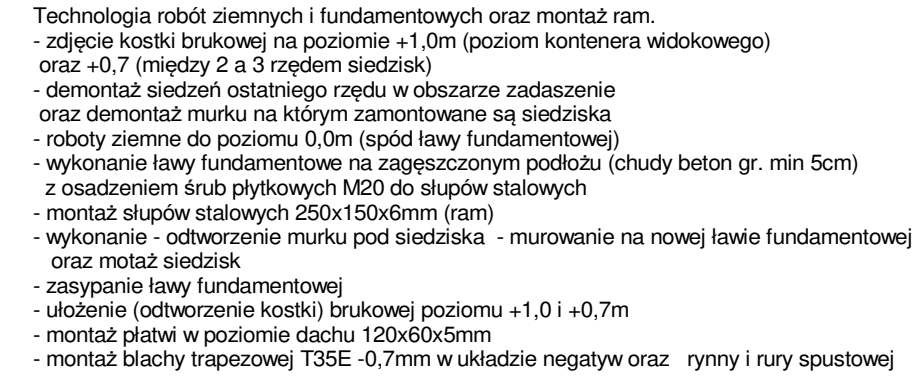 Technologia robót ziemnych i fundamentowych oraz montaż ram.
- zdjęcie kostki brukowej na poziomie +1,0m (poziom kontenera widokowego)
oraz +0,7 (między 2 a 3 rzędem siedzisk)
- demontaż siedzeń ostatniego rzędu w obszarze zadaszenie
oraz demontaż murku na którym zamontowane są siedziska
- roboty ziemne do poziomu 0,0m (spód ławy fundamentowej)
- wykonanie ławy fundamentowe na zagęszczonym podłożu (chudy beton gr. min 5cm)
z osadzeniem śrub płytkowych M20 do słupów stalowych
- montaż słupów stalowych 250x150x6mm (ram)
- wykonanie - odtworzenie murku pod siedziska - murowanie na nowej ławie fundamentowej
oraz motaż siedzisk
- zasypanie ławy fundamentowej
- ułożenie (odtworzenie kostki) brukowej poziomu +1,0 i +0,7m
- montaż płatwi w poziomie dachu 120x60x5mm
- montaż blachy trapezowej T35E -0,7mm w układzie negatyw oraz rynny i rury spustowej